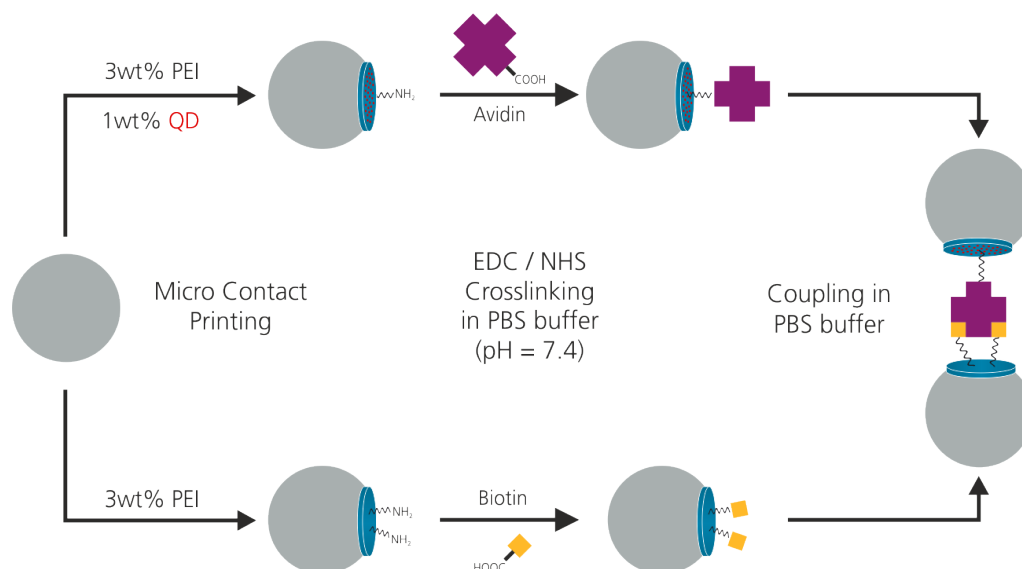 3wt% PEI
1wt% QD
NH₂
COOH
Avidin
Micro Contact
Printing
EDC / NHS
Crosslinking
in PBS buffer
(pH = 7.4)
Coupling in
PBS buffer
3wt% PEI
NH₂
NH₂
Biotin
HOOC